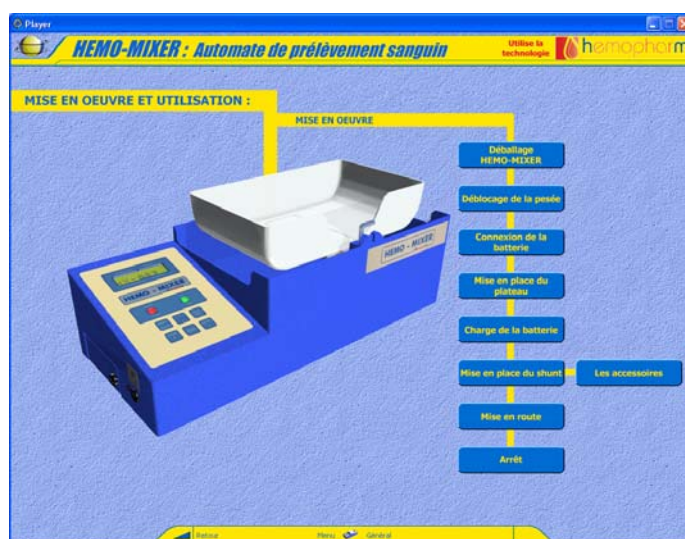 Player
HEMO-MIXER : Automate de prélèvement sanguin
Utilise la
technologie
hemopharm
MISE EN OEUVRE ET UTILISATION :
MISE EN OEUVRE
Déballage
HEMO-MIXER
Déblocage de la pesée
Connexion de la
batterie
Mise en place du
plateau
Charge de la batterie
Mise en place du shunt
Les accessoires
Mise en route
Arrêt
HEMO - MIXER
HEMO - MIXER
Retour
Menu
Général